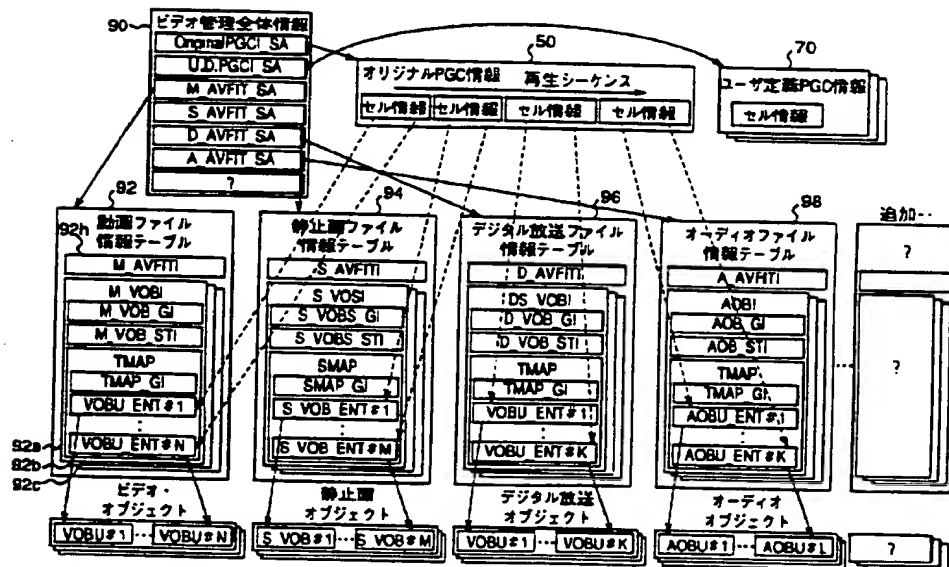 90
ビデオ管理全体情報
OriginalPGCI_SA
U.D.PGCI_SA
M_AVFIT_SA
S_AVFIT_SA
D_AVFIT_SA
A_AVFIT_SA
?
50
オリジナルPGC情報 再生シーケンス
セル情報 セル情報 セル情報 セル情報
70
ユーザ定義PGC情報
セル情報
92
92h
動画ファイル
情報テーブル
M_AVFITI
M_VOBI
M_VOB_GI
M_VOB_STI
TMAP
TMAP_GI
VOBU_ENT#1
⋮
VOBU_ENT#N
92a
92b
92c
ビデオ・
オブジェクト
VOBU#1 … VOBU#N
94
静止画ファイル
情報テーブル
S_AVFITI
S_VOSI
S_VOBS_GI
S_VOBS_STI
SMAP
SMAP_GI
S_VOB_ENT#1
⋮
S_VOB_ENT#M
静止画
オブジェクト
S_VOB#1 … S_VOB#M
96
デジタル放送ファイル
情報テーブル
D_AVFITI
DS_VOBI
D_VOB_GI
D_VOB_STI
TMAP
TMAP_GI
VOBU_ENT#1
⋮
VOBU_ENT#K
デジタル放送
オブジェクト
VOBU#1 … VOBU#K
98
オーディオファイル
情報テーブル
A_AVFITI
AOBI
AOB_GI
AOB_STI
TMAP
TMAP_GI
AOBU_ENT#1
⋮
AOBU_ENT#K
オーディオ
オブジェクト
AOBU#1 … AOBU#L
追加‥
?
?
?